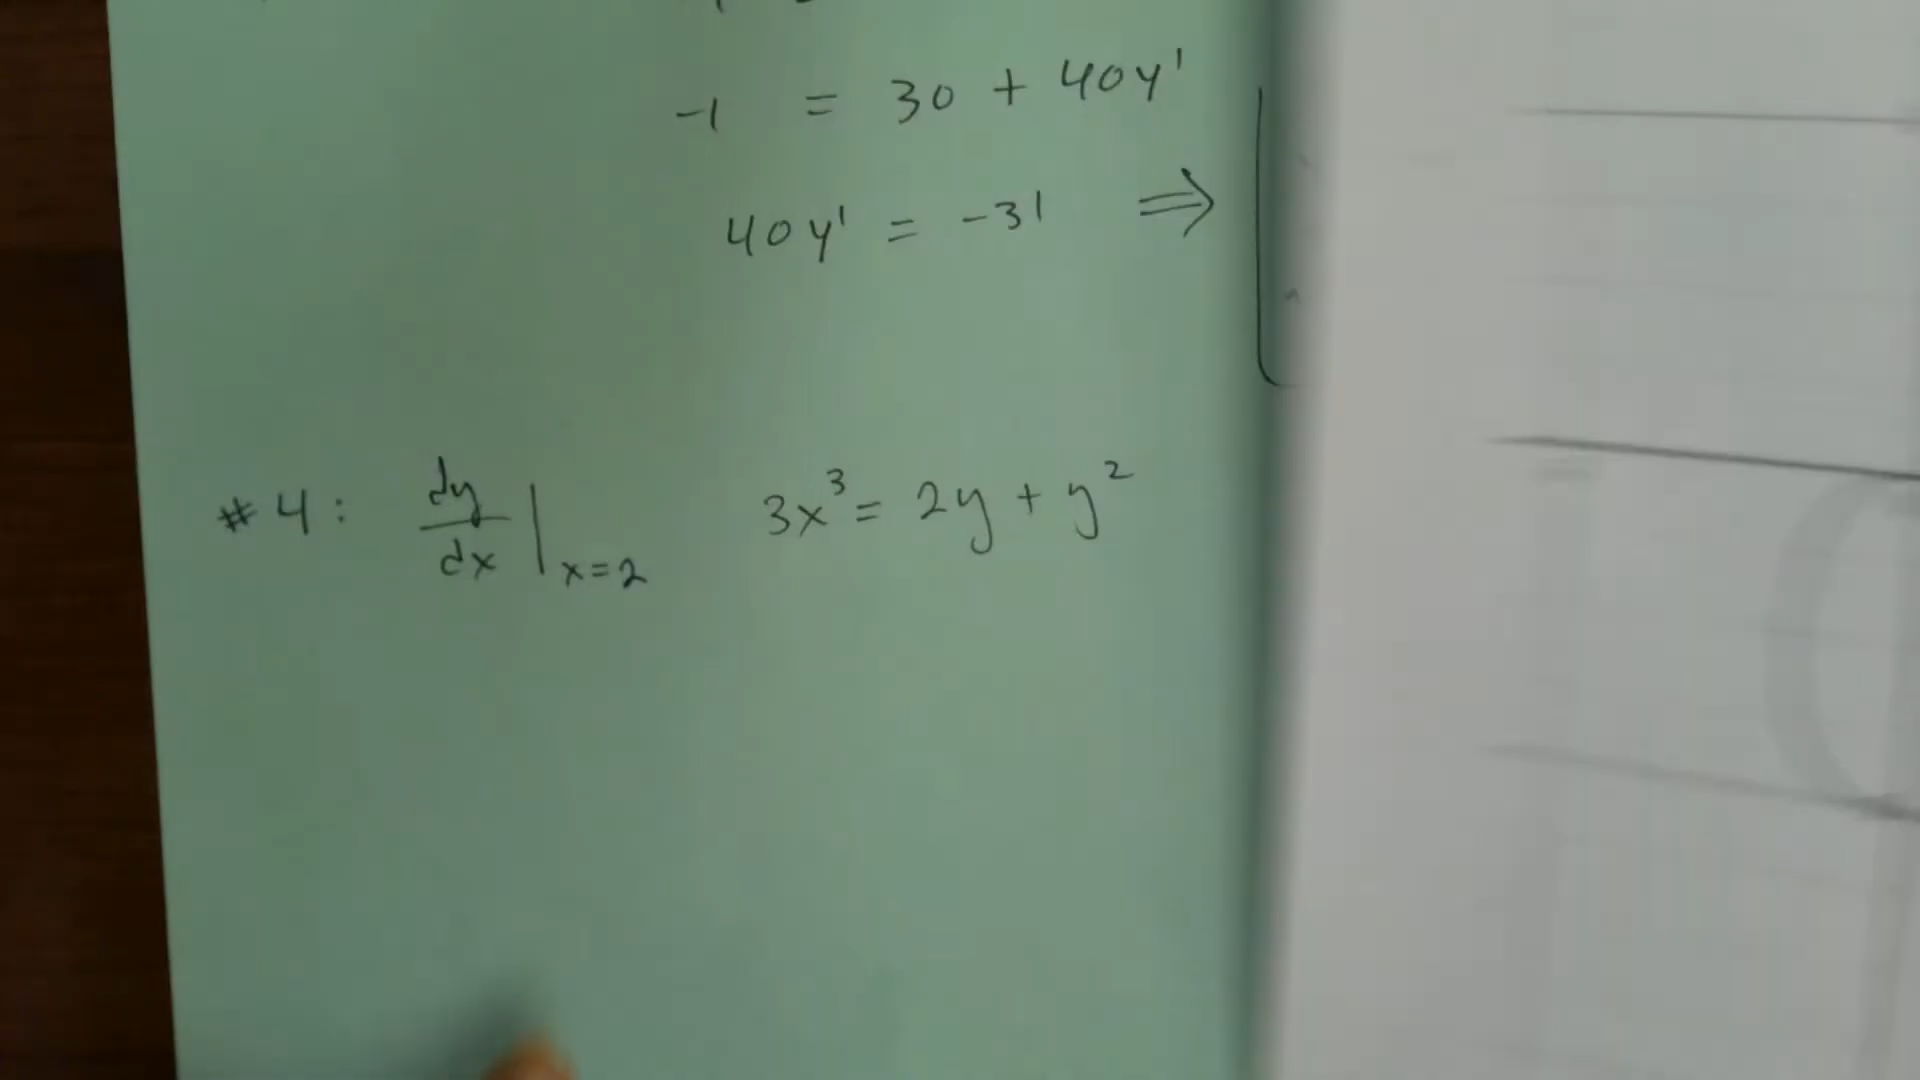 -1 = 30 + 40y'
40y' = -31 ⇒
#4: dy/dx |x=2 3x³ = 2y + y²